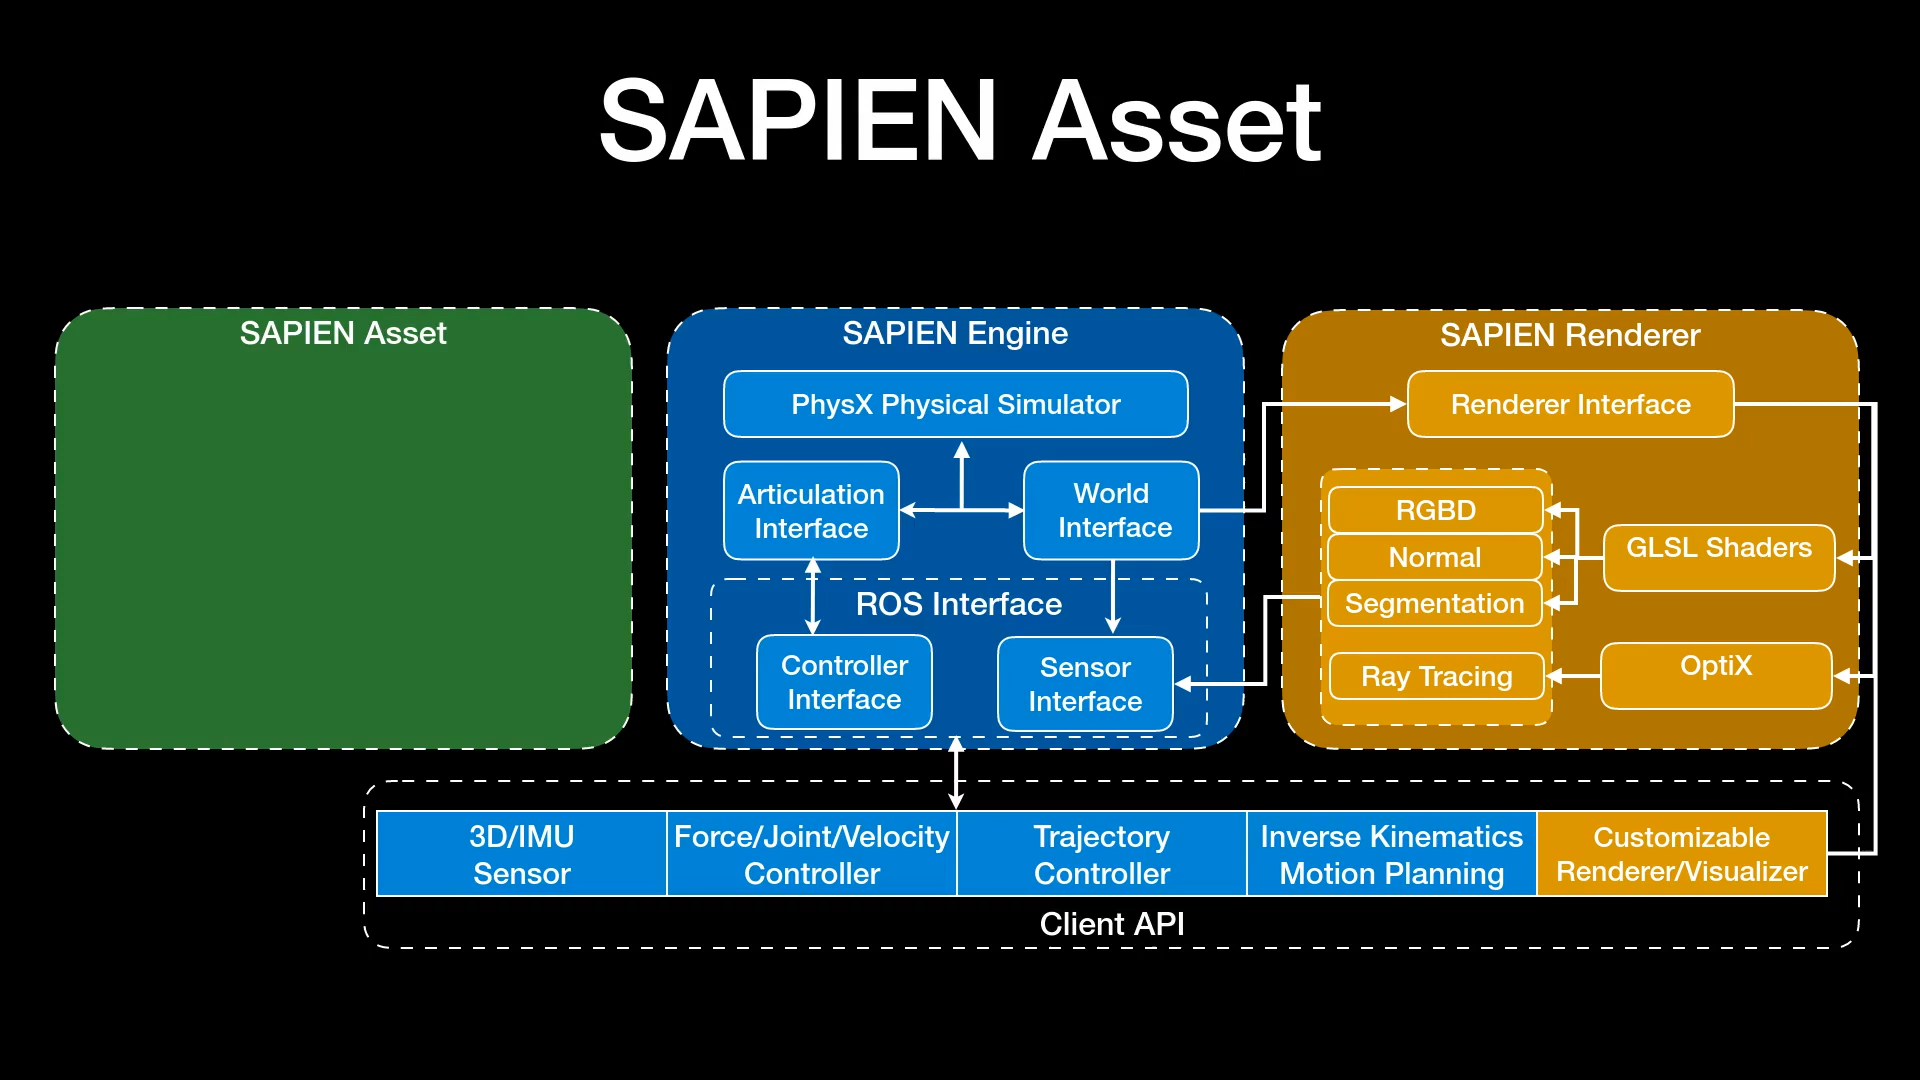 SAPIEN Asset
SAPIEN Asset
SAPIEN Engine
PhysX Physical Simulator
Articulation
Interface
World
Interface
ROS Interface
Controller
Interface
Sensor
Interface
SAPIEN Renderer
Renderer Interface
RGBD
Normal
Segmentation
Ray Tracing
GLSL Shaders
OptiX
3D/IMU
Sensor
Force/Joint/Velocity
Controller
Trajectory
Controller
Inverse Kinematics
Motion Planning
Customizable
Renderer/Visualizer
Client API